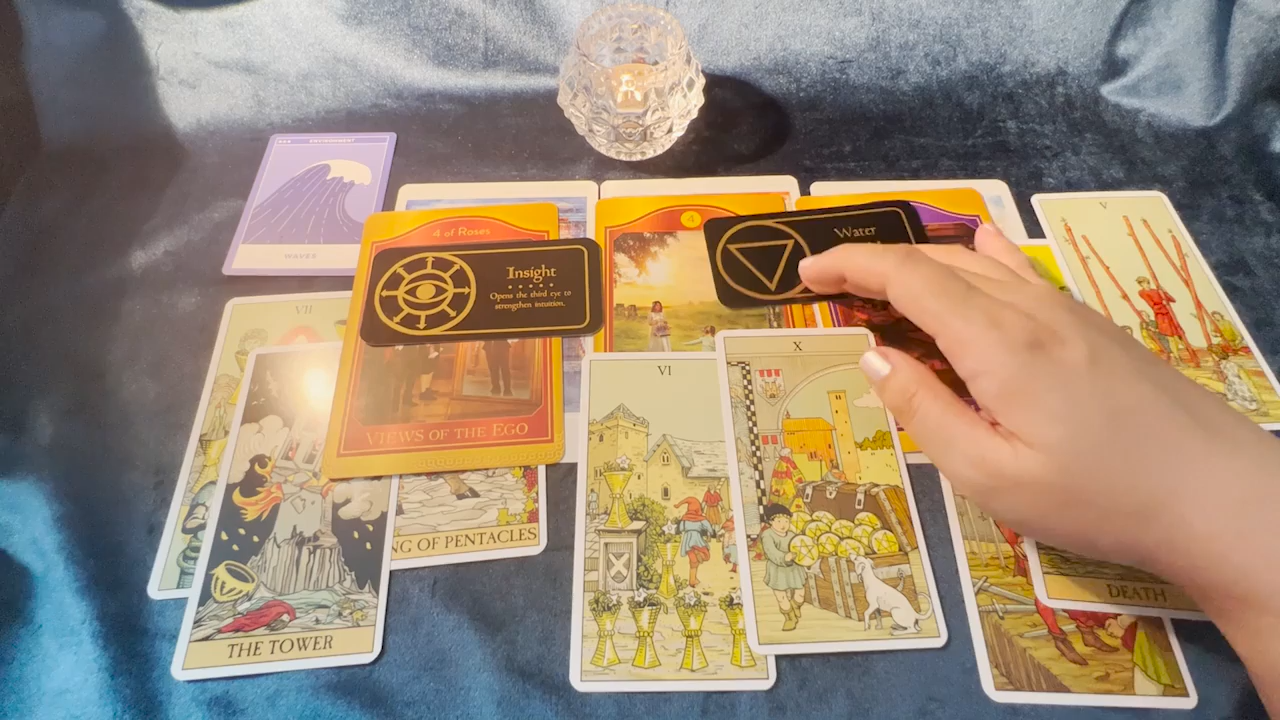 ENVIRONMENT
WAVES
4 of Roses
Insight
Opens the third eye to
strengthen intuition.
VIEWS OF THE EGO
4
Water
V
VII
VI
X
NG OF PENTACLES
THE TOWER
DEATH